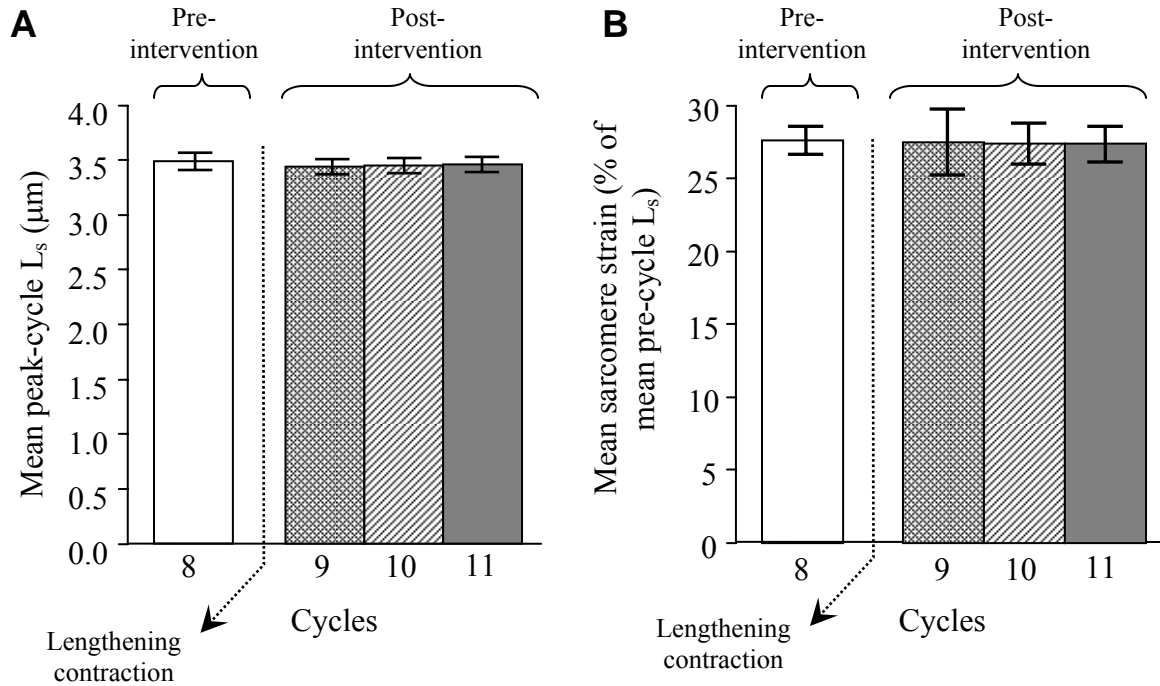 A
Pre-
intervention
Post-
intervention
Mean peak-cycle Ls (μm)
4.0
3.5
3.0
2.5
2.0
1.5
1.0
0.5
0.0
8
9
10
11
Cycles
Lengthening
contraction
B
Pre-
intervention
Post-
intervention
Mean sarcomere strain (% of
mean pre-cycle Ls)
30
25
20
15
10
5
0
8
9
10
11
Cycles
Lengthening
contraction